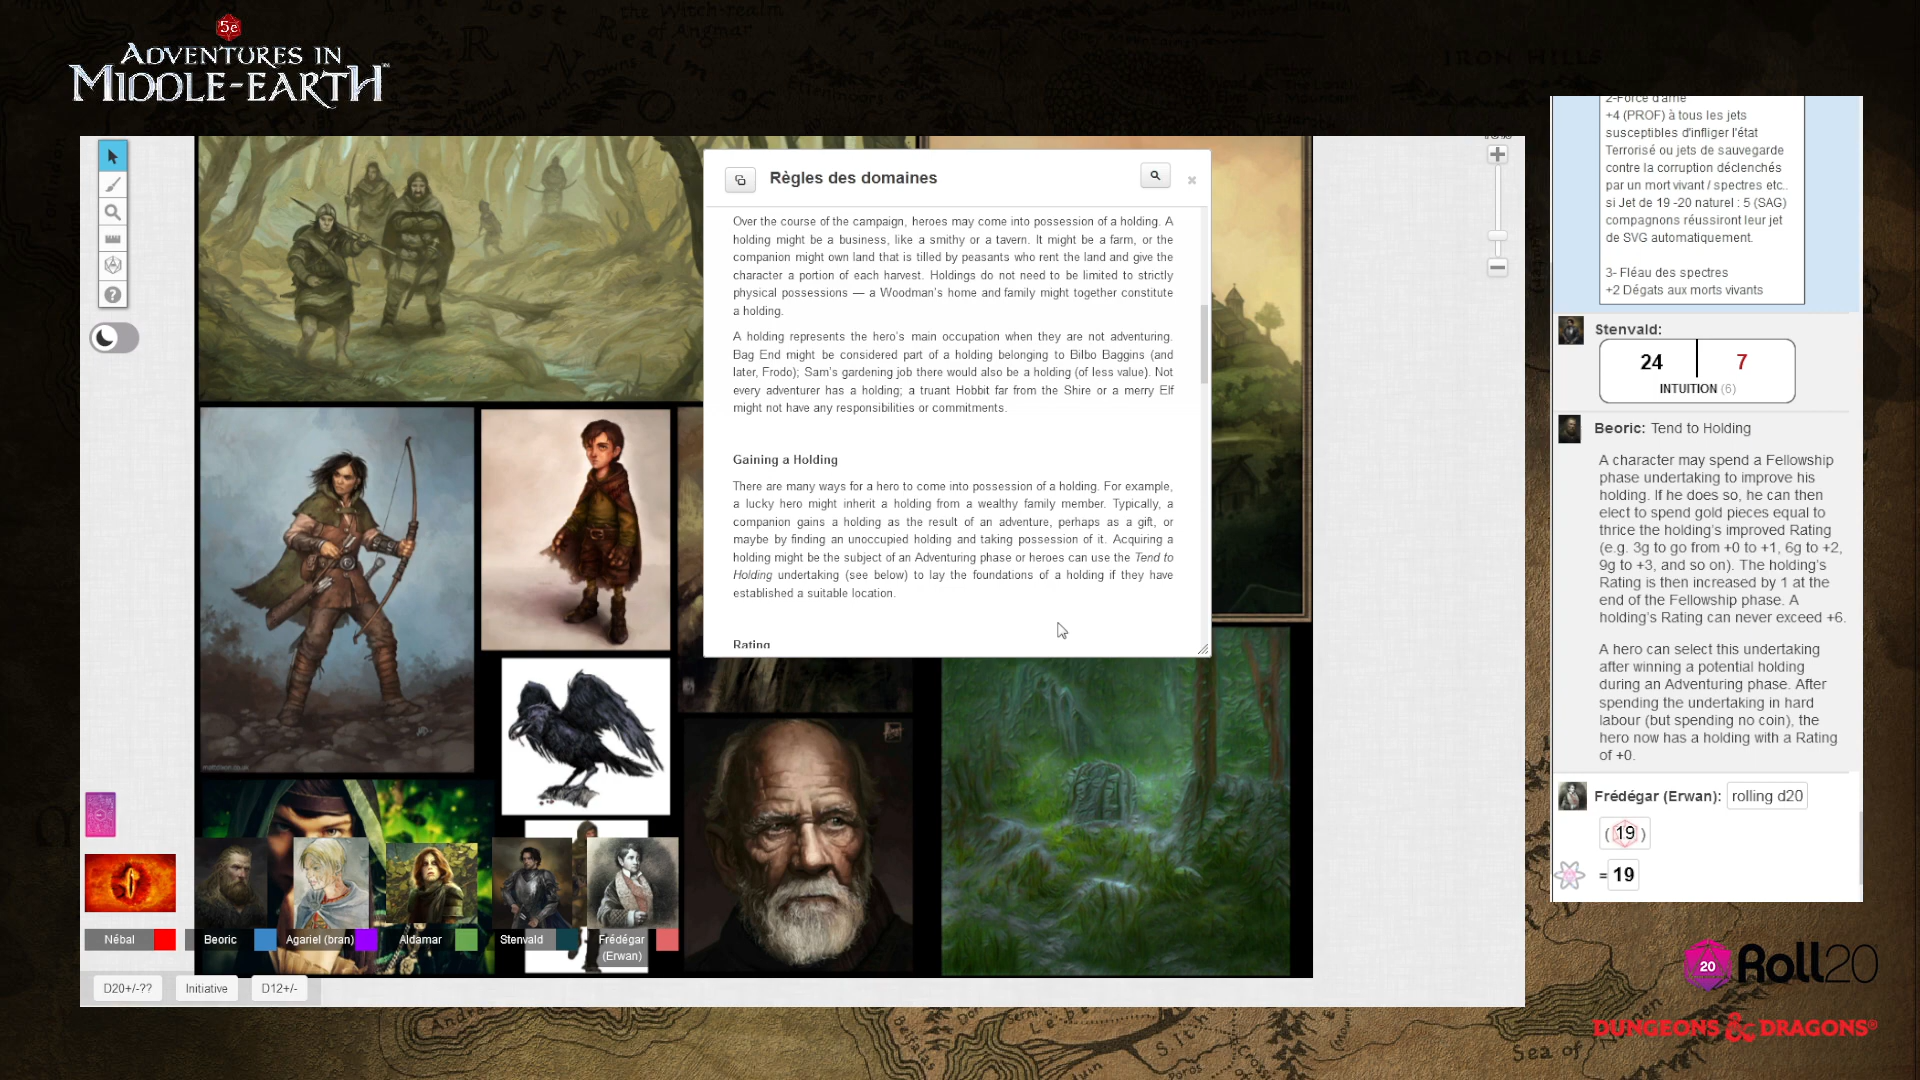 5e
ADVENTURES IN
MIDDLE-EARTH™
Règles des domaines
Over the course of the campaign, heroes may come into possession of a holding. A
holding might be a business, like a smithy or a tavern. It might be a farm, or the
companion might own land that is tilled by peasants who rent the land and give the
character a portion of each harvest. Holdings do not need to be limited to strictly
physical possessions — a Woodman's home and family might together constitute
a holding.
A holding represents the hero's main occupation when they are not adventuring.
Bag End might be considered part of a holding belonging to Bilbo Baggins (and
later, Frodo); Sam's gardening job there would also be a holding (of less value). Not
every adventurer has a holding; a truant Hobbit far from the Shire or a merry Elf
might not have any responsibilities or commitments.
Gaining a Holding
There are many ways for a hero to come into possession of a holding. For example,
a lucky hero might inherit a holding from a wealthy family member. Typically, a
companion gains a holding as the result of an adventure, perhaps as a gift, or
maybe by finding an unoccupied holding and taking possession of it. Acquiring a
holding might be the subject of an Adventuring phase or heroes can use the Tend to
Holding undertaking (see below) to lay the foundations of a holding if they have
established a suitable location.
Rating
Nébal
Beoric
Agariel (bran)
Aldamar
Stenvald
Frédégar
(Erwan)
D20+/-??
Initiative
D12+/-
2-Force d'âme
+4 (PROF) à tous les jets
susceptibles d'infliger l'état
Terrorisé ou jets de sauvegarde
contre la corruption déclenchés
par un mort vivant / spectres etc..
si Jet de 19 -20 naturel : 5 (SAG)
compagnons réussiront leur jet
de SVG automatiquement.
3- Fléau des spectres
+2 Dégats aux morts vivants
Stenvald:
24 7
INTUITION (6)
Beoric: Tend to Holding
A character may spend a Fellowship
phase undertaking to improve his
holding. If he does so, he can then
elect to spend gold pieces equal to
thrice the holding's improved Rating
(e.g. 3g to go from +0 to +1, 6g to +2,
9g to +3, and so on). The holding's
Rating is then increased by 1 at the
end of the Fellowship phase. A
holding's Rating can never exceed +6.
A hero can select this undertaking
after winning a potential holding
during an Adventuring phase. After
spending the undertaking in hard
labour (but spending no coin), the
hero now has a holding with a Rating
of +0.
Frédégar (Erwan): rolling d20
(19)
= 19
20 Roll20
DUNGEONS & DRAGONS®
IRON HILLS
Sea of